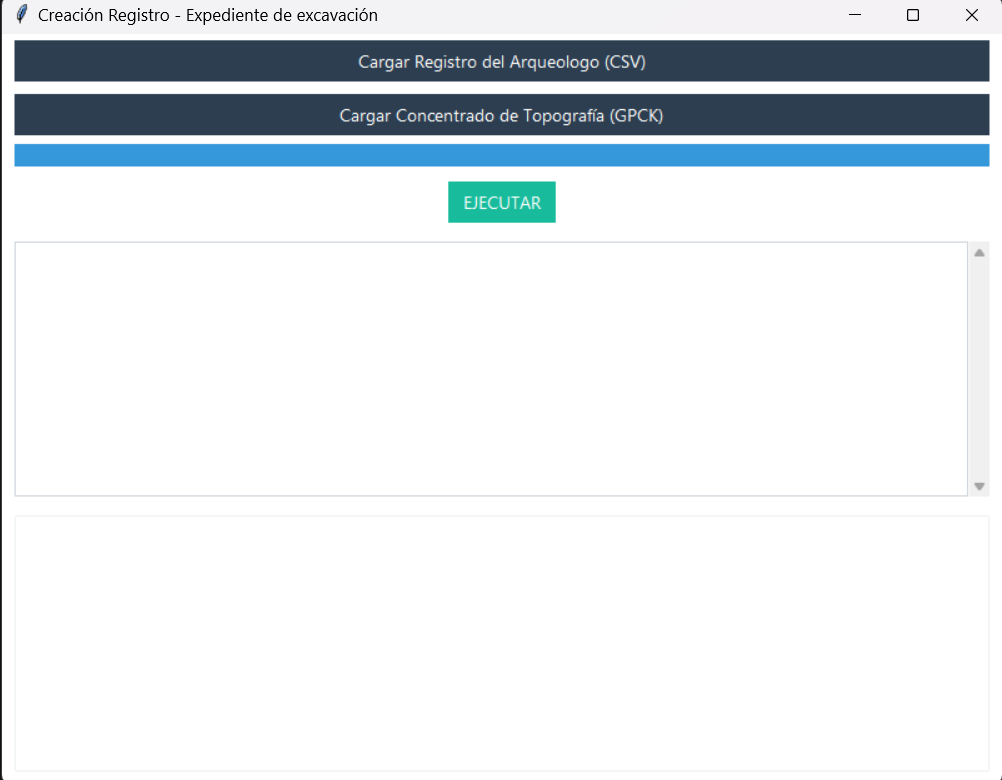 Creación Registro - Expediente de excavación
Cargar Registro del Arqueologo (CSV)
Cargar Concentrado de Topografía (GPCK)
EJECUTAR